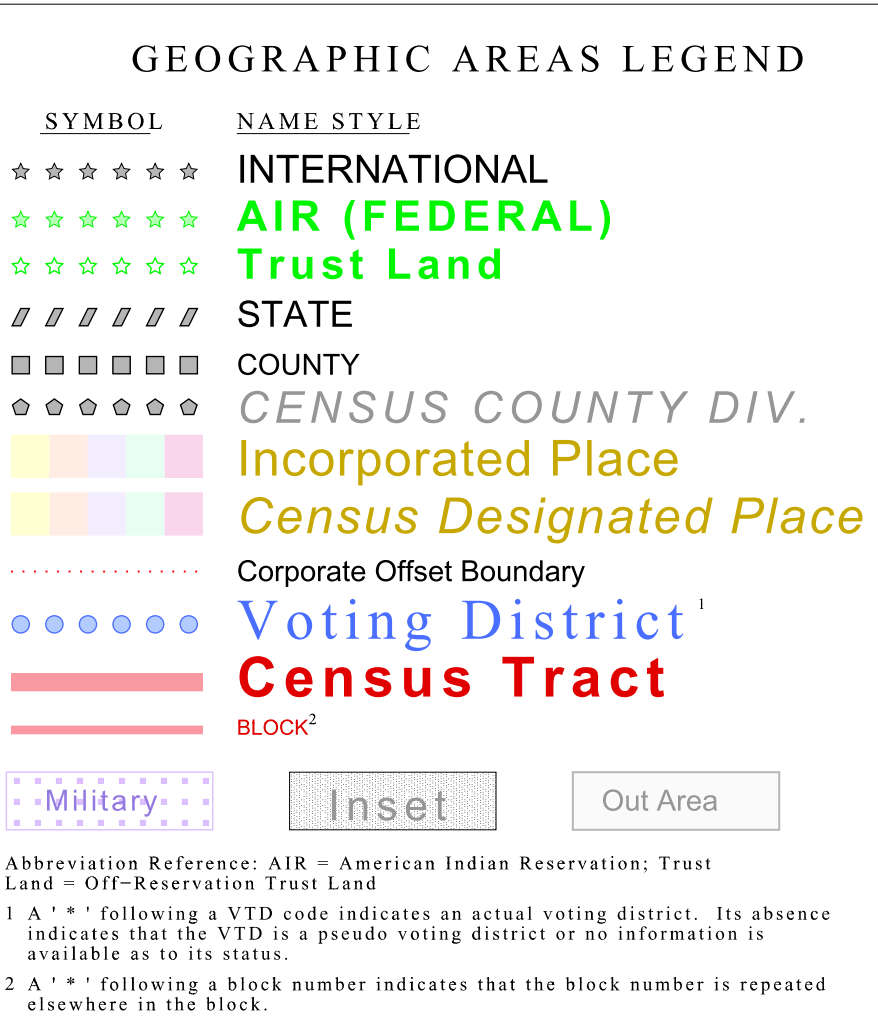 GEOGRAPHIC AREAS LEGEND
SYMBOL NAME STYLE
INTERNATIONAL
AIR (FEDERAL)
Trust Land
STATE
COUNTY
CENSUS COUNTY DIV.
Incorporated Place
Census Designated Place
Corporate Offset Boundary
Voting District 1
Census Tract
BLOCK2
Military Inset Out Area
Abbreviation Reference: AIR = American Indian Reservation; Trust
Land = Off−Reservation Trust Land
1 A ' * ' following a VTD code indicates an actual voting district. Its absence
indicates that the VTD is a pseudo voting district or no information is
available as to its status.
2 A ' * ' following a block number indicates that the block number is repeated
elsewhere in the block.